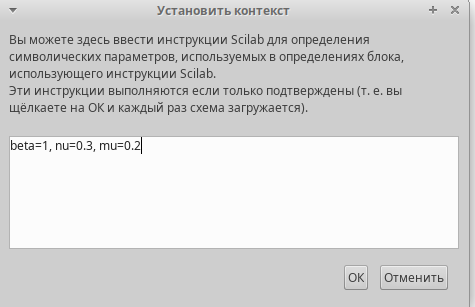 Установить контекст
Вы можете здесь ввести инструкции Scilab для определения
символических параметров, используемых в определениях блока,
использующего инструкции Scilab.
Эти инструкции выполняются если только подтверждены (т. е. вы
щёлкаете на ОК и каждый раз схема загружается).
beta=1, nu=0.3, mu=0.2
ОК Отменить